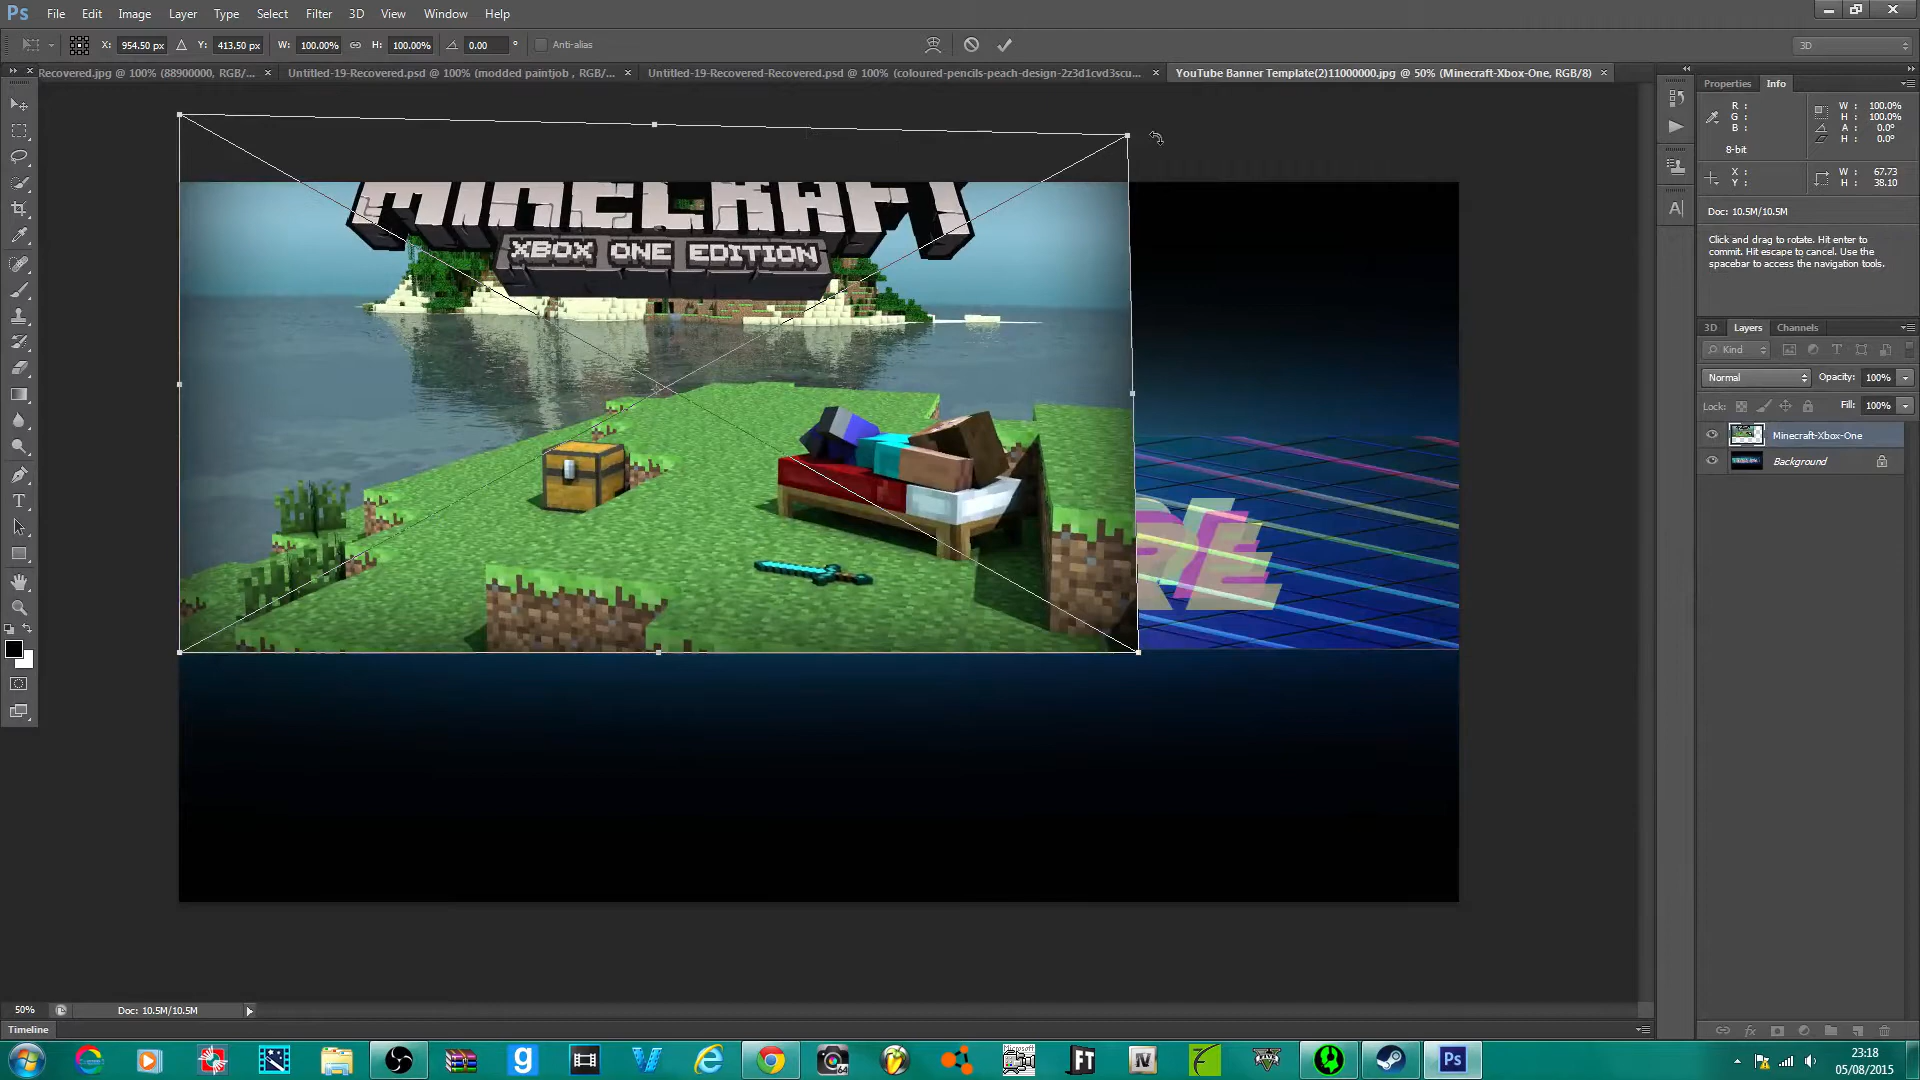 Ps File Edit Image Layer Type Select Filter 3D View Window Help
X: 954.50 px Y: 413.50 px W: 100.00% H: 100.00% 0.00 ° Anti-alias 3D
Recovered.jpg @ 100% (88900000, RGB/... × Untitled-19-Recovered.psd @ 100% (modded paintjob , RGB/... × Untitled-19-Recovered-Recovered.psd @ 100% (coloured-pencils-peach-design-2z3d1cvd3scu... × YouTube Banner Template(2)11000000.jpg @ 50% (Minecraft-Xbox-One, RGB/8) ×
Properties Info
R :
G :
B :
8-bit
W : 100.0%
H : 100.0%
A : 0.0°
H : 0.0°
X :
Y :
W : 67.73
H : 38.10
Doc: 10.5M/10.5M
Click and drag to rotate. Hit enter to
commit. Hit escape to cancel. Use the
spacebar to access the navigation tools.
3D Layers Channels
Kind
Normal Opacity: 100%
Lock: Fill: 100%
Minecraft-Xbox-One
Background
MINECRAFT
XBOX ONE EDITION
50% Doc: 10.5M/10.5M
Timeline
64
Microsoft
FT
N
Ps
23:18
05/08/2015